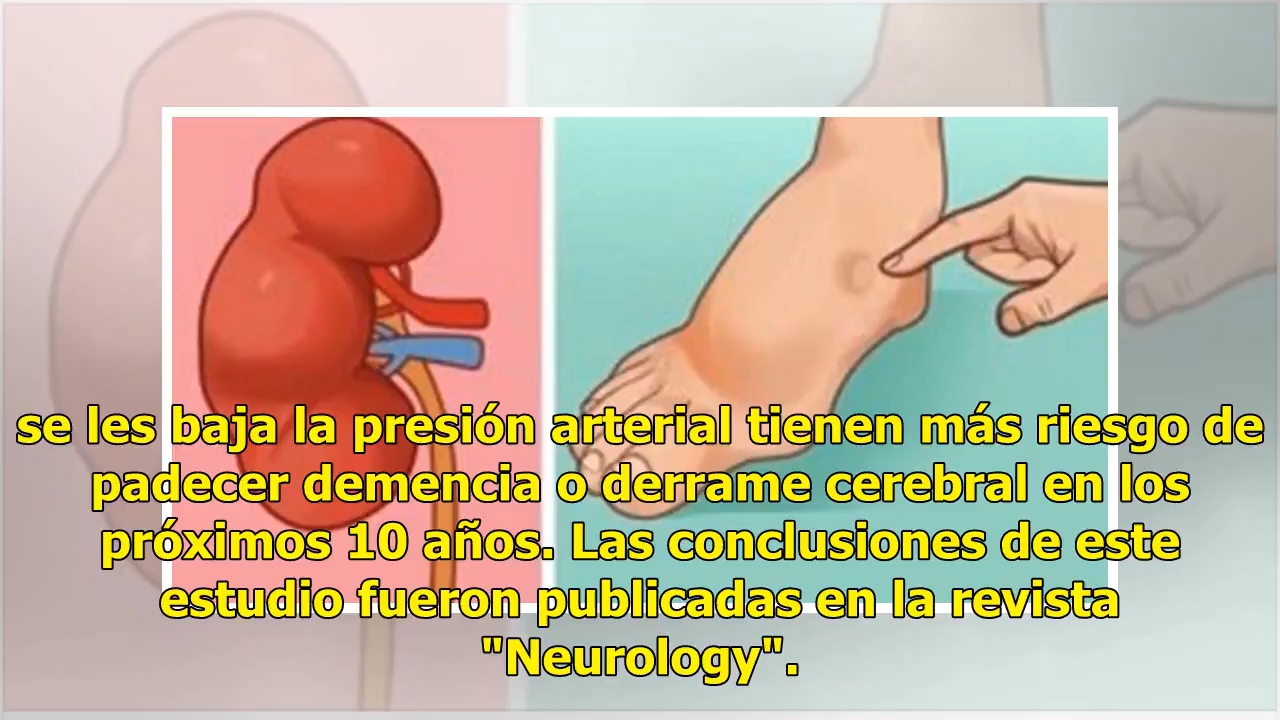 se les baja la presión arterial tienen más riesgo de
padecer demencia o derrame cerebral en los
próximos 10 años. Las conclusiones de este
estudio fueron publicadas en la revista
"Neurology".